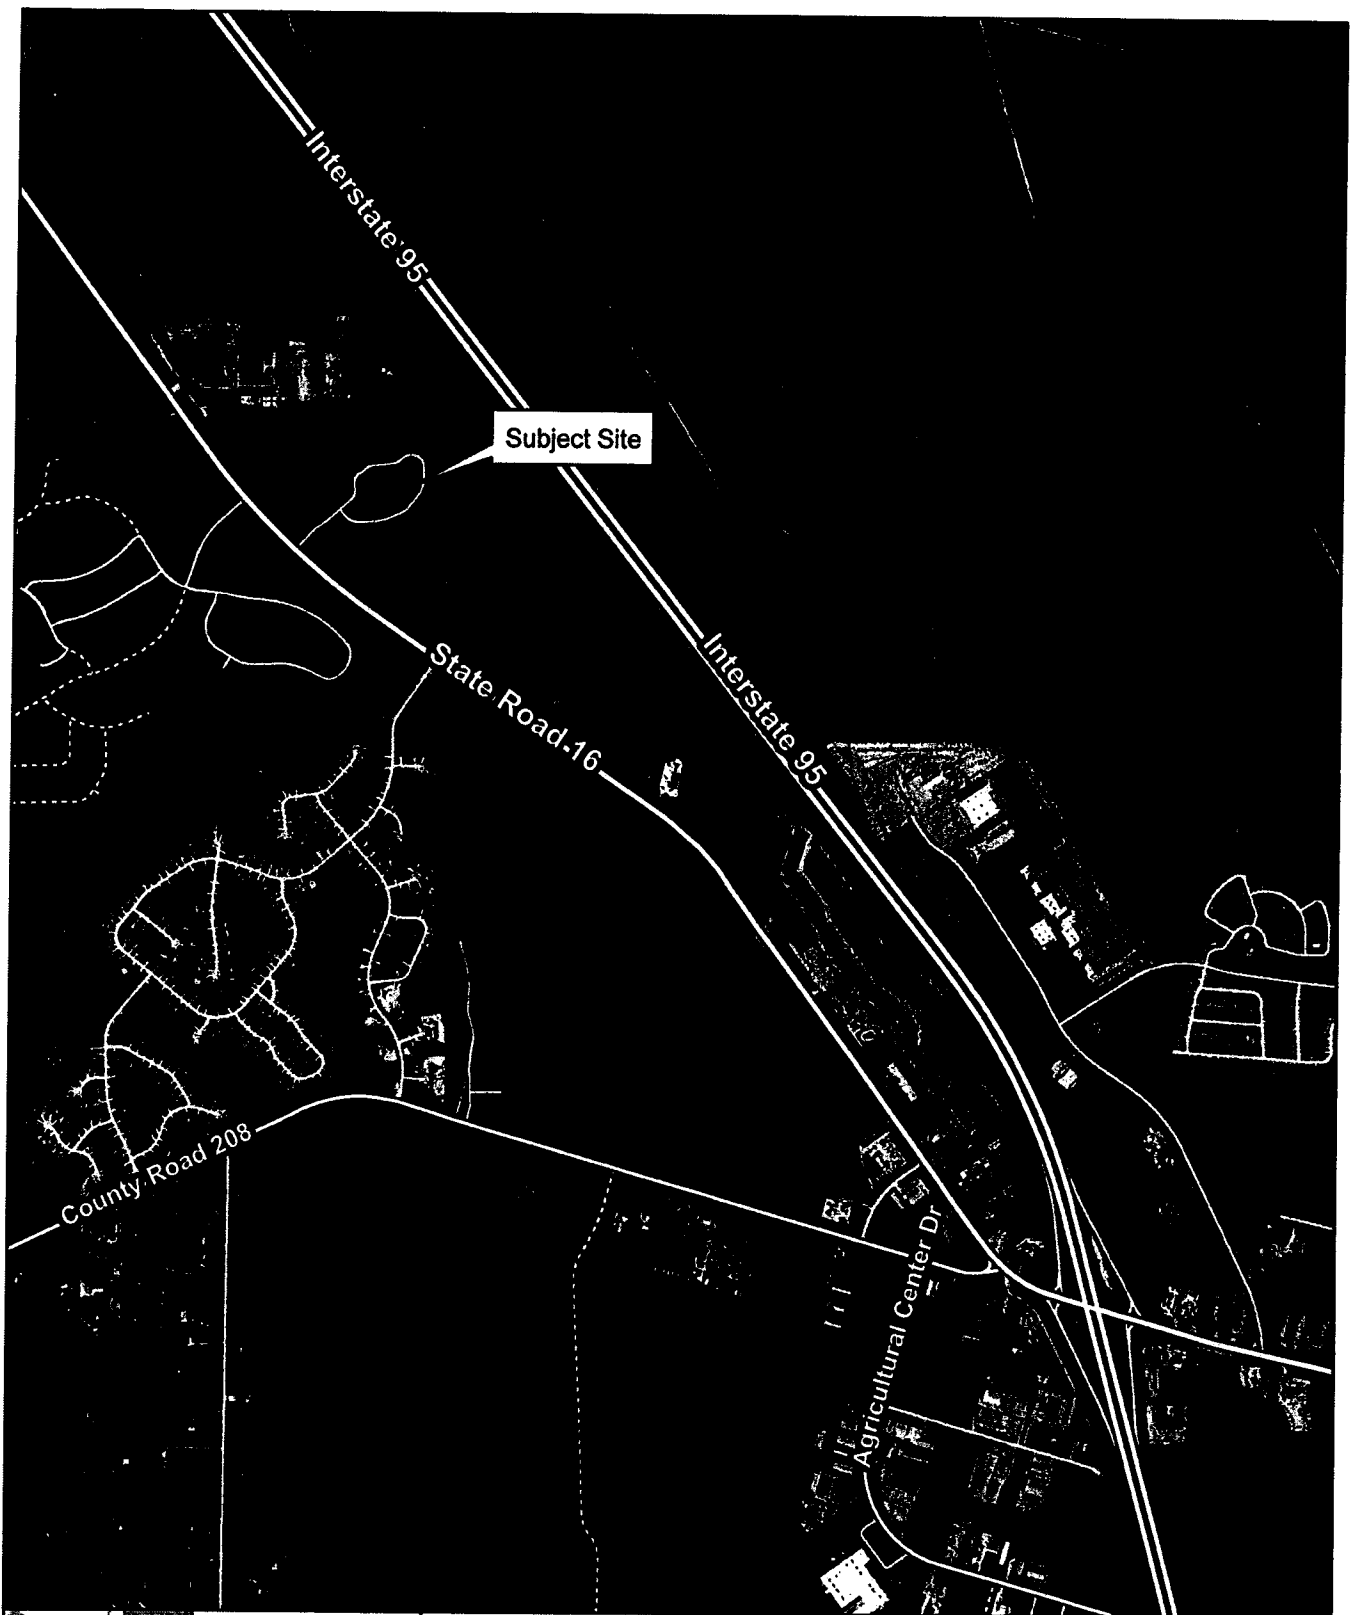 Interstate 95
Subject Site
State Road 16
Interstate 95
County Road 208
Agricultural Center Dr